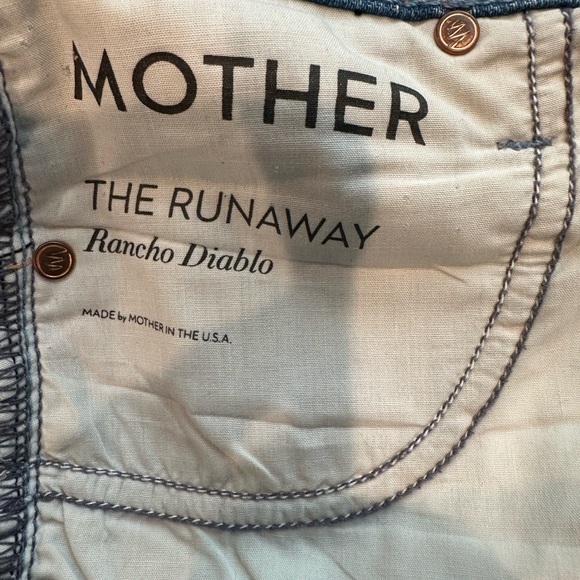 MOTHER
THE RUNAWAY
Rancho Diablo
MADE by MOTHER IN THE U.S.A.